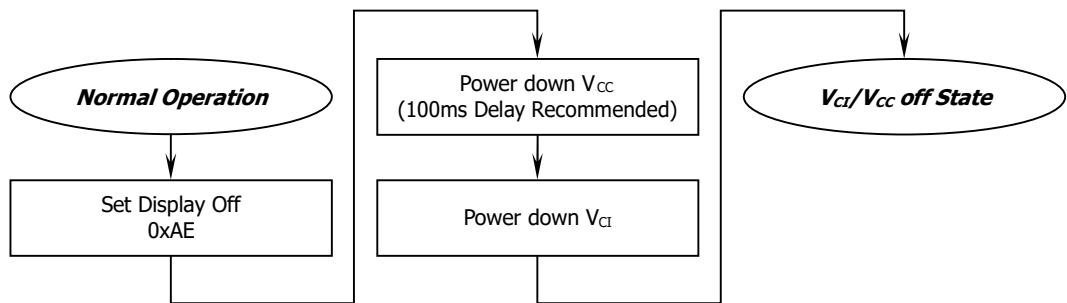 Normal Operation
Set Display Off
0xAE
Power down VCC
(100ms Delay Recommended)
Power down VCI
VCI/VCC off State